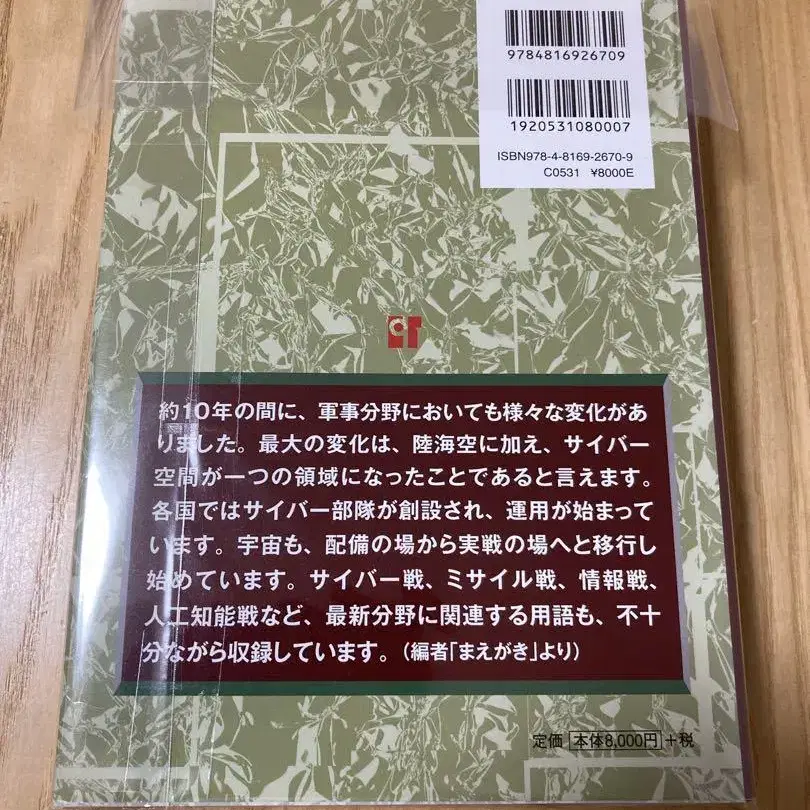 9784816926709
1920531080007
ISBN978-4-8169-2670-9
C0531 ¥8000E
約10年の間に、軍事分野においても様々な変化があ
りました。最大の変化は、陸海空に加え、サイバー
空間が一つの領域になったことであると言えます。
各国ではサイバー部隊が創設され、運用が始まって
います。宇宙も、配備の場から実戦の場へと移行し
始めています。サイバー戦、ミサイル戦、情報戦、
人工知能戦など、最新分野に関連する用語も、不十
分ながら収録しています。（編者「まえがき」より）
定価 本体8,000円 +税